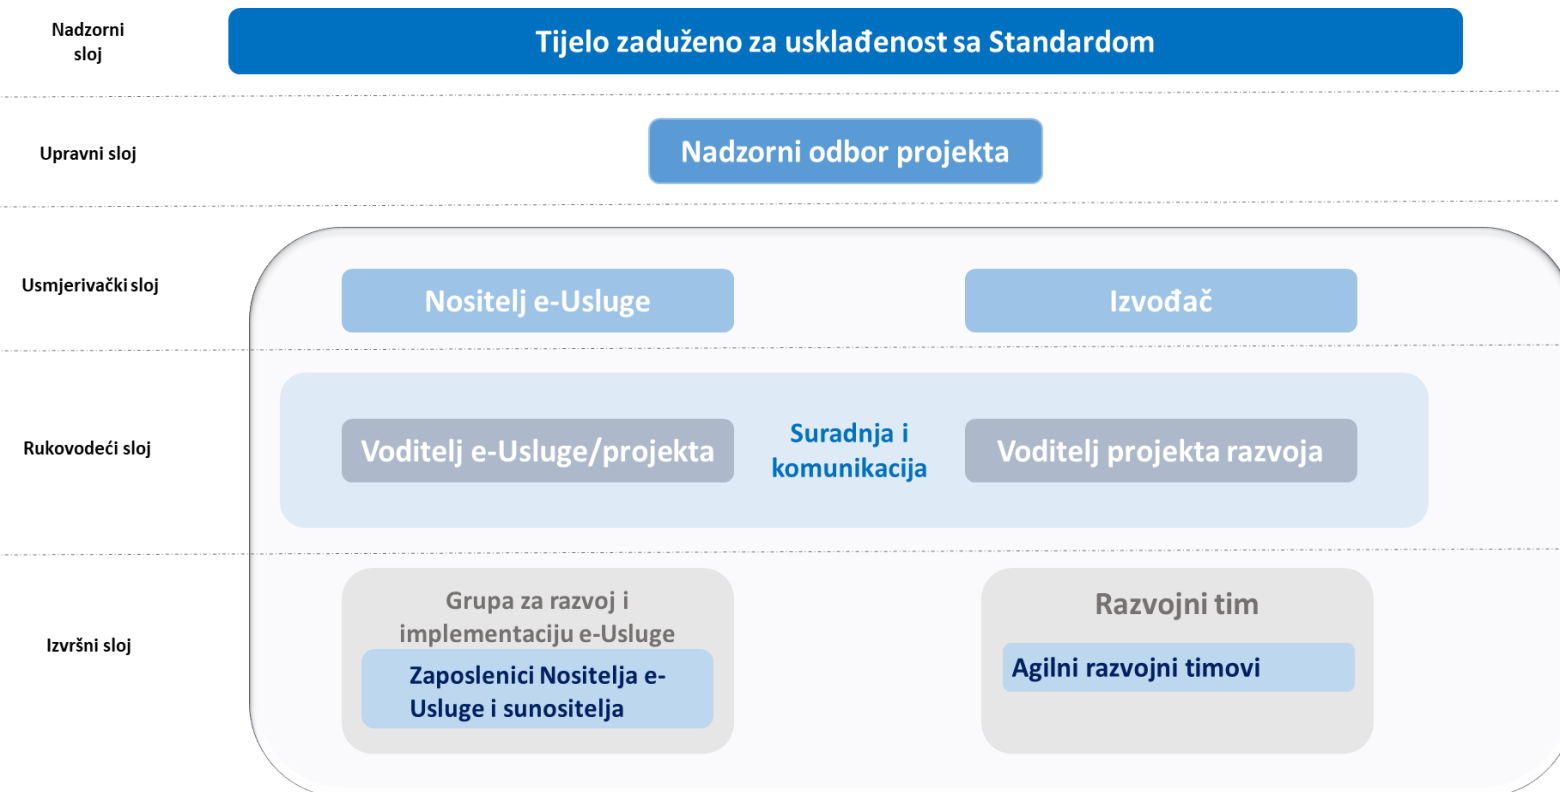 Nadzorni
sloj
Tijelo zaduženo za usklađenost sa Standardom
Upravni sloj
Nadzorni odbor projekta
Usmjerivački sloj
Nositelj e-Usluge
Izvođač
Rukovodeći sloj
Voditelj e-Usluge/projekta
Suradnja i
komunikacija
Voditelj projekta razvoja
Izvršni sloj
Grupa za razvoj i
implementaciju e-Usluge
Zaposlenici Nositelja e-
Usluge i sunositelja
Razvojni tim
Agilni razvojni timovi